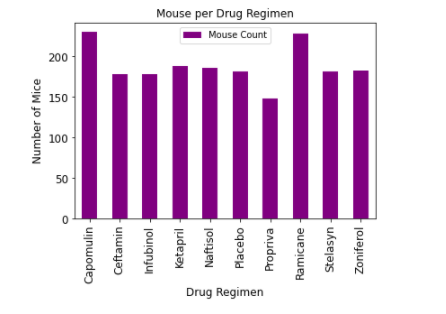 Mouse per Drug Regimen
Mouse Count
Number of Mice
200
150
100
50
0
Capomulin
Ceftamin
Infubinol
Ketapril
Naftisol
Placebo
Propriva
Ramicane
Stelasyn
Zoniferol
Drug Regimen